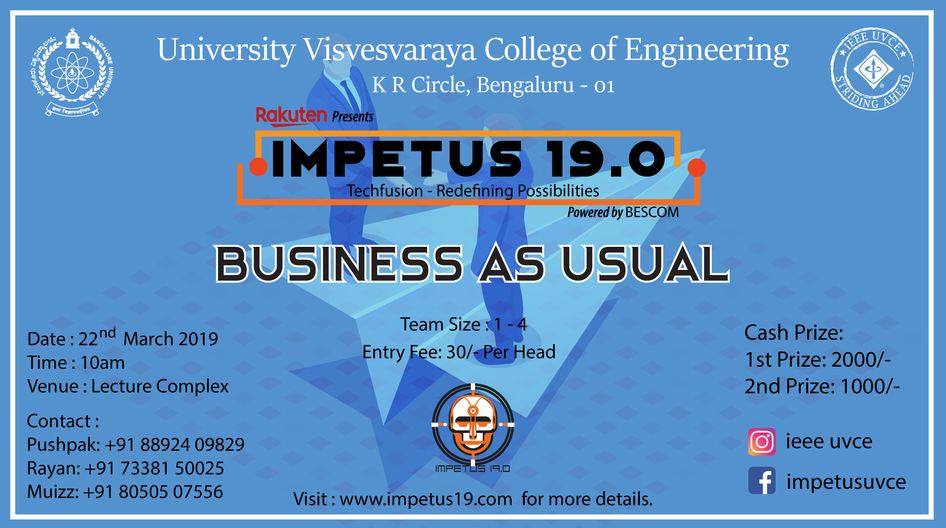 University Visvesvaraya College of Engineering
K R Circle, Bengaluru - 01
BANGALORE UNIVERSITY
IEEE UVCE
STRIDING AHEAD
Rakuten Presents
IMPETUS 19.0
Techfusion - Redefining Possibilities
Powered by BESCOM
BUSINESS AS USUAL
Date : 22nd March 2019
Time : 10am
Venue : Lecture Complex
Contact :
Pushpak: +91 88924 09829
Rayan: +91 73381 50025
Muizz: +91 80505 07556
Team Size : 1 - 4
Entry Fee: 30/- Per Head
IMPETUS 19.0
Visit : www.impetus19.com for more details.
Cash Prize:
1st Prize: 2000/-
2nd Prize: 1000/-
ieee uvce
impetusuvce